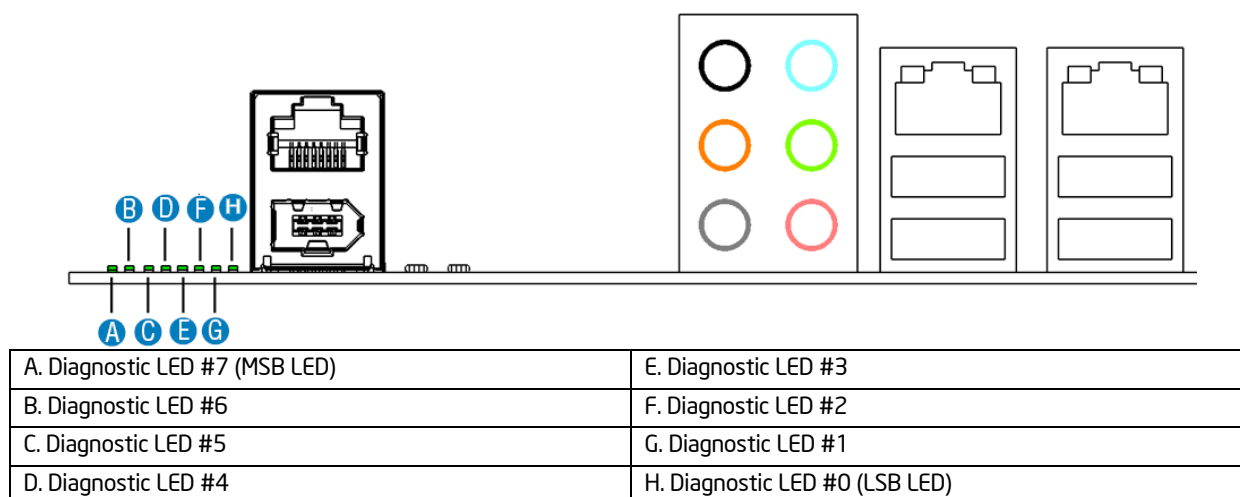 B D F H
A C E G
A. Diagnostic LED #7 (MSB LED)
E. Diagnostic LED #3
B. Diagnostic LED #6
F. Diagnostic LED #2
C. Diagnostic LED #5
G. Diagnostic LED #1
D. Diagnostic LED #4
H. Diagnostic LED #0 (LSB LED)